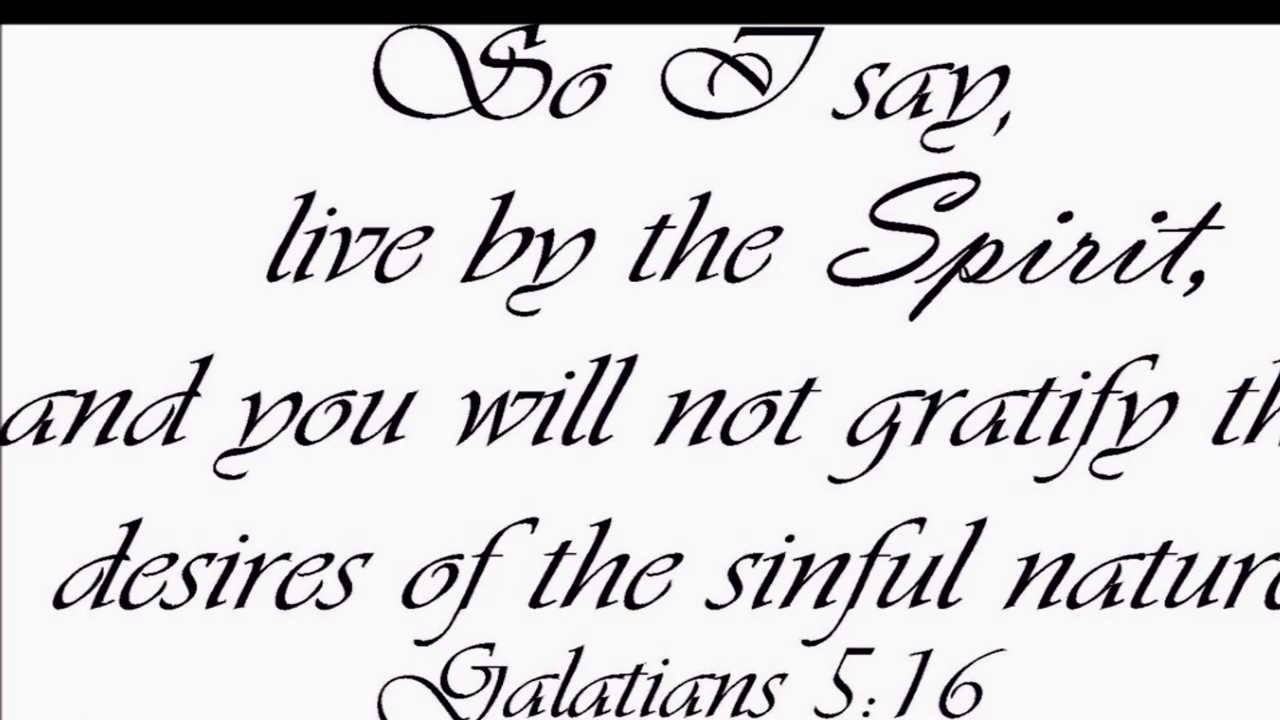 So I say,
live by the Spirit,
and you will not gratify th
desires of the sinful natur
Galatians 5:16